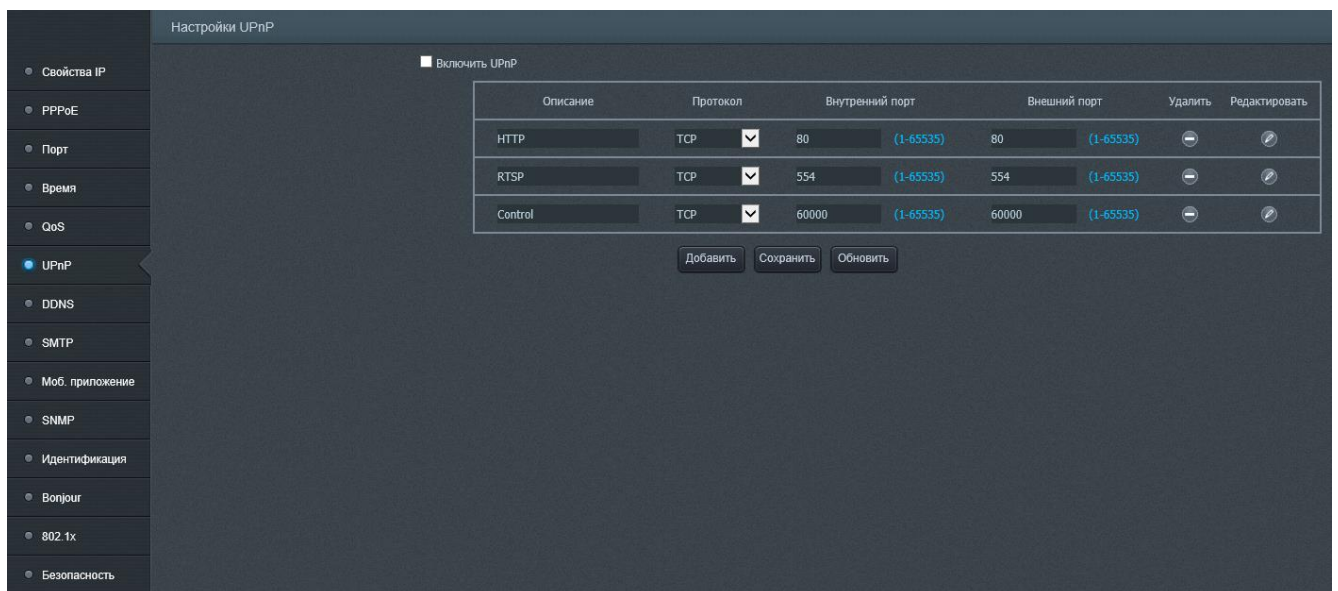 Настройки UPnP
Свойства IP
PPPoE
Порт
Время
QoS
UPnP
DDNS
SMTP
Моб. приложение
SNMP
Идентификация
Bonjour
802.1x
Безопасность
Включить UPnP
Описание Протокол Внутренний порт Внешний порт Удалить Редактировать
HTTP TCP 80 (1-65535) 80 (1-65535)
RTSP TCP 554 (1-65535) 554 (1-65535)
Control TCP 60000 (1-65535) 60000 (1-65535)
Добавить Сохранить Обновить